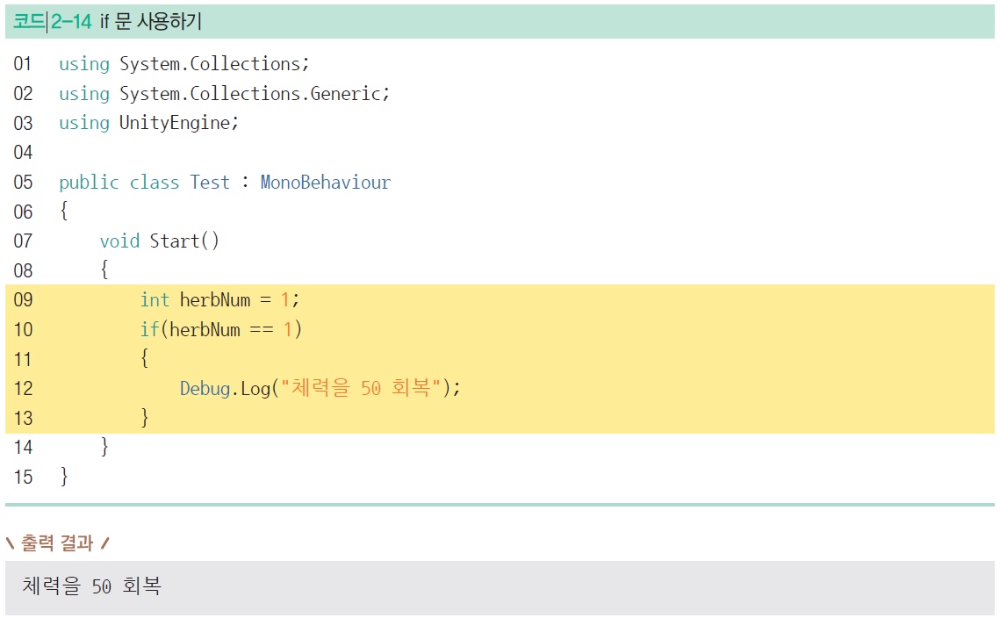 코드 2-14 if 문 사용하기
01 using System.Collections;
02 using System.Collections.Generic;
03 using UnityEngine;
04
05 public class Test : MonoBehaviour
06 {
07     void Start()
08     {
09         int herbNum = 1;
10         if(herbNum == 1)
11         {
12             Debug.Log("체력을 50 회복");
13         }
14     }
15 }
\ 출력 결과 /
체력을 50 회복